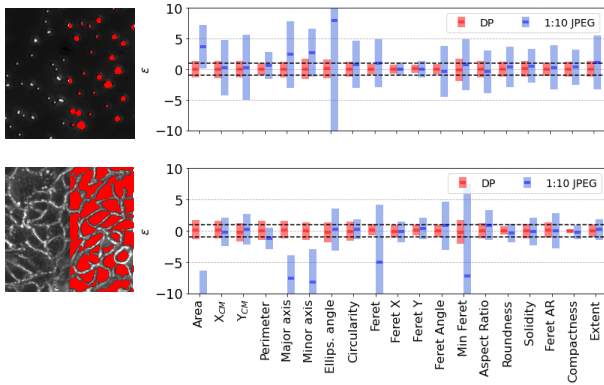 10
5
0
−5
−10
ε
DP 1:10 JPEG
10
5
0
−5
−10
ε
DP 1:10 JPEG
Area
X_CM
Y_CM
Perimeter
Major axis
Minor axis
Ellips. angle
Circularity
Feret
Feret X
Feret Y
Feret Angle
Min Feret
Aspect Ratio
Roundness
Solidity
Feret AR
Compactness
Extent